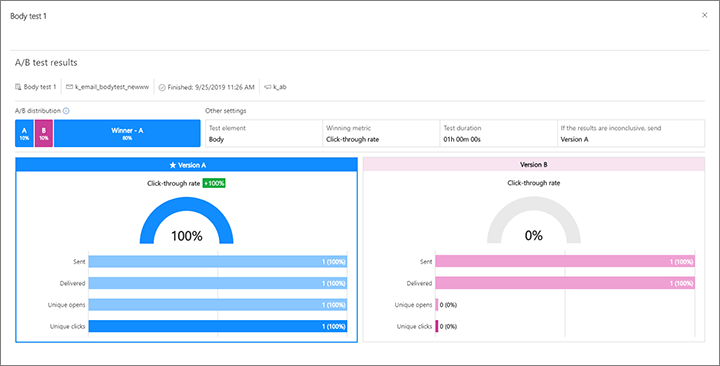 Body test 1
A/B test results
Body test 1 k_email_bodytest_newww Finished: 9/25/2019 11:26 AM k_ab
A/B distribution Other settings
A 10%
B 10%
Winner - A 80%
Test element
Body
Winning metric
Click-through rate
Test duration
01h 00m 00s
If the results are inconclusive, send
Version A
Version A
Click-through rate +100%
100%
Sent 1 (100%)
Delivered 1 (100%)
Unique opens 1 (100%)
Unique clicks 1 (100%)
Version B
Click-through rate
0%
Sent 1 (100%)
Delivered 1 (100%)
Unique opens 0 (0%)
Unique clicks 0 (0%)